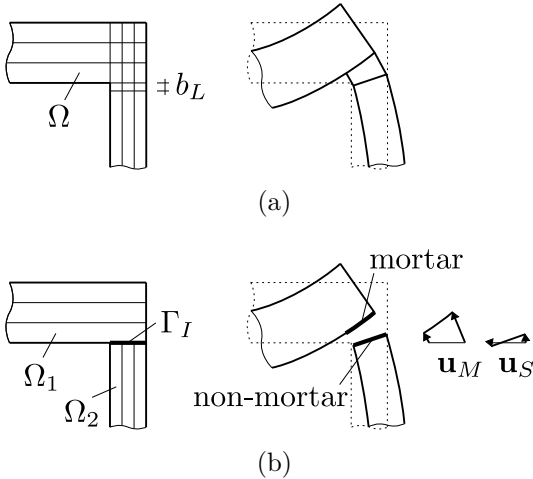 b_L
Ω
(a)
mortar
Γ_I
Ω_1
u_M u_S
Ω_2
non-mortar
(b)